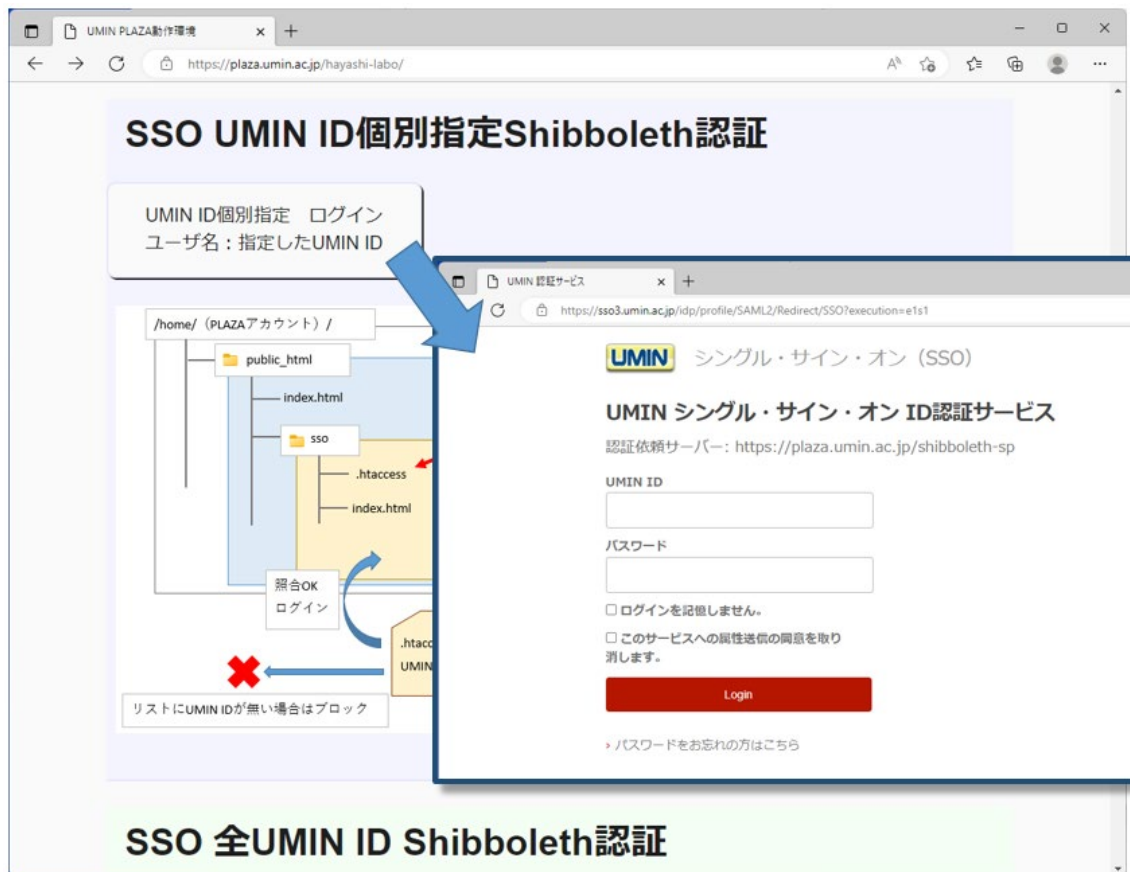 UMIN PLAZA動作環境
https://plaza.umin.ac.jp/hayashi-labo/
SSO UMIN ID個別指定Shibboleth認証
UMIN ID個別指定 ログイン
ユーザ名：指定したUMIN ID
/home/（PLAZAアカウント）/
public_html
index.html
sso
.htaccess
index.html
照合OK
ログイン
.htacc
UMIN
リストにUMIN IDが無い場合はブロック
UMIN 認証サービス
https://sso3.umin.ac.jp/idp/profile/SAML2/Redirect/SSO?execution=e1s1
UMIN シングル・サイン・オン（SSO）
UMIN シングル・サイン・オン ID認証サービス
認証依頼サーバー: https://plaza.umin.ac.jp/shibboleth-sp
UMIN ID
パスワード
ログインを記憶しません。
このサービスへの属性送信の同意を取り
消します。
Login
› パスワードをお忘れの方はこちら
SSO 全UMIN ID Shibboleth認証